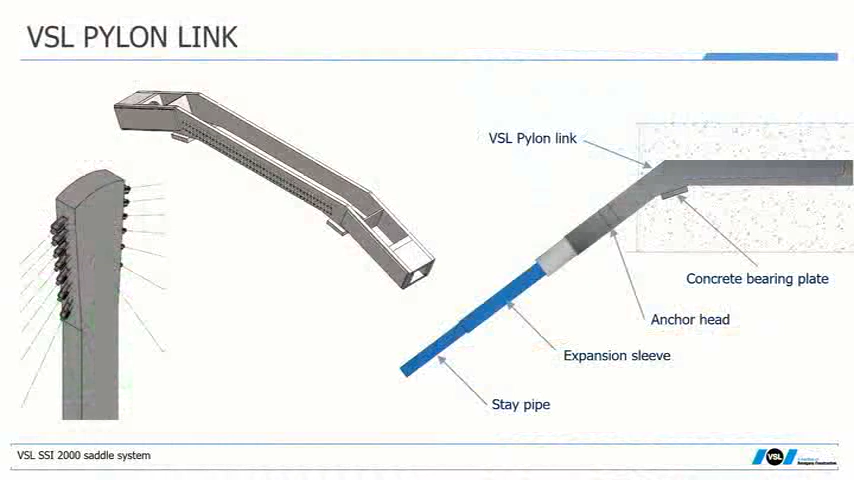 VSL PYLON LINK
VSL Pylon link
Concrete bearing plate
Anchor head
Expansion sleeve
Stay pipe
VSL SSI 2000 saddle system
VSL